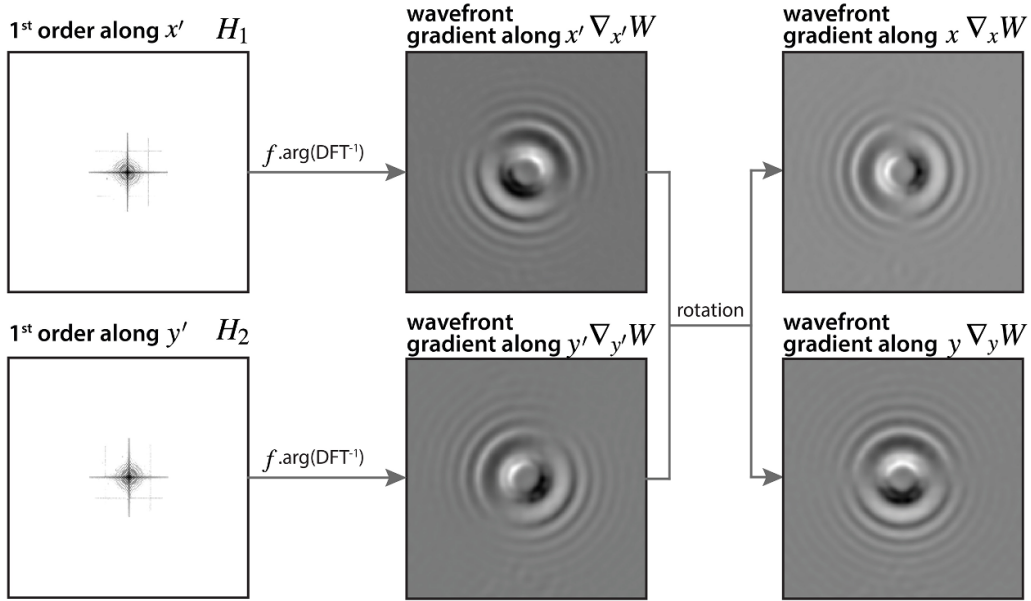 1st order along x′ H1
wavefront
gradient along x′ ∇x′W
wavefront
gradient along x ∇xW
f.arg(DFT-1)
rotation
1st order along y′ H2
wavefront
gradient along y′ ∇y′W
wavefront
gradient along y ∇yW
f.arg(DFT-1)